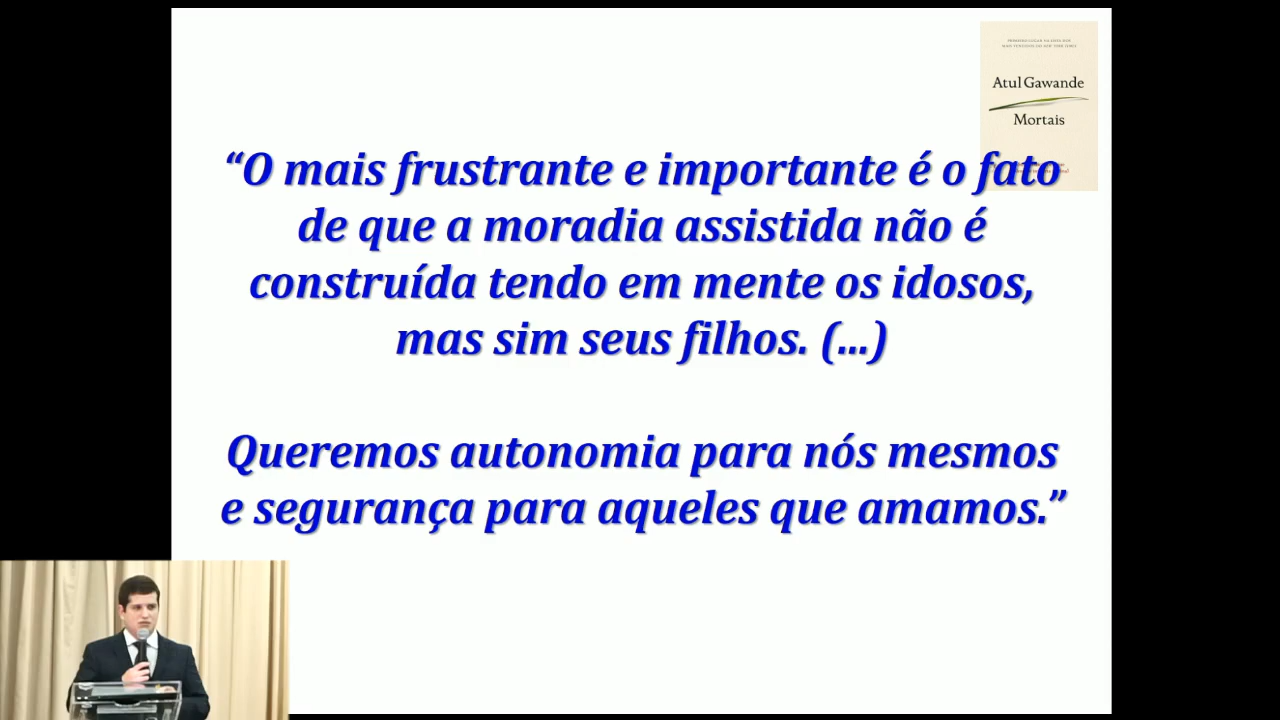 Atul Gawande
Mortais
“O mais frustrante e importante é o fato
de que a moradia assistida não é
construída tendo em mente os idosos,
mas sim seus filhos. (...)
Queremos autonomia para nós mesmos
e segurança para aqueles que amamos.”